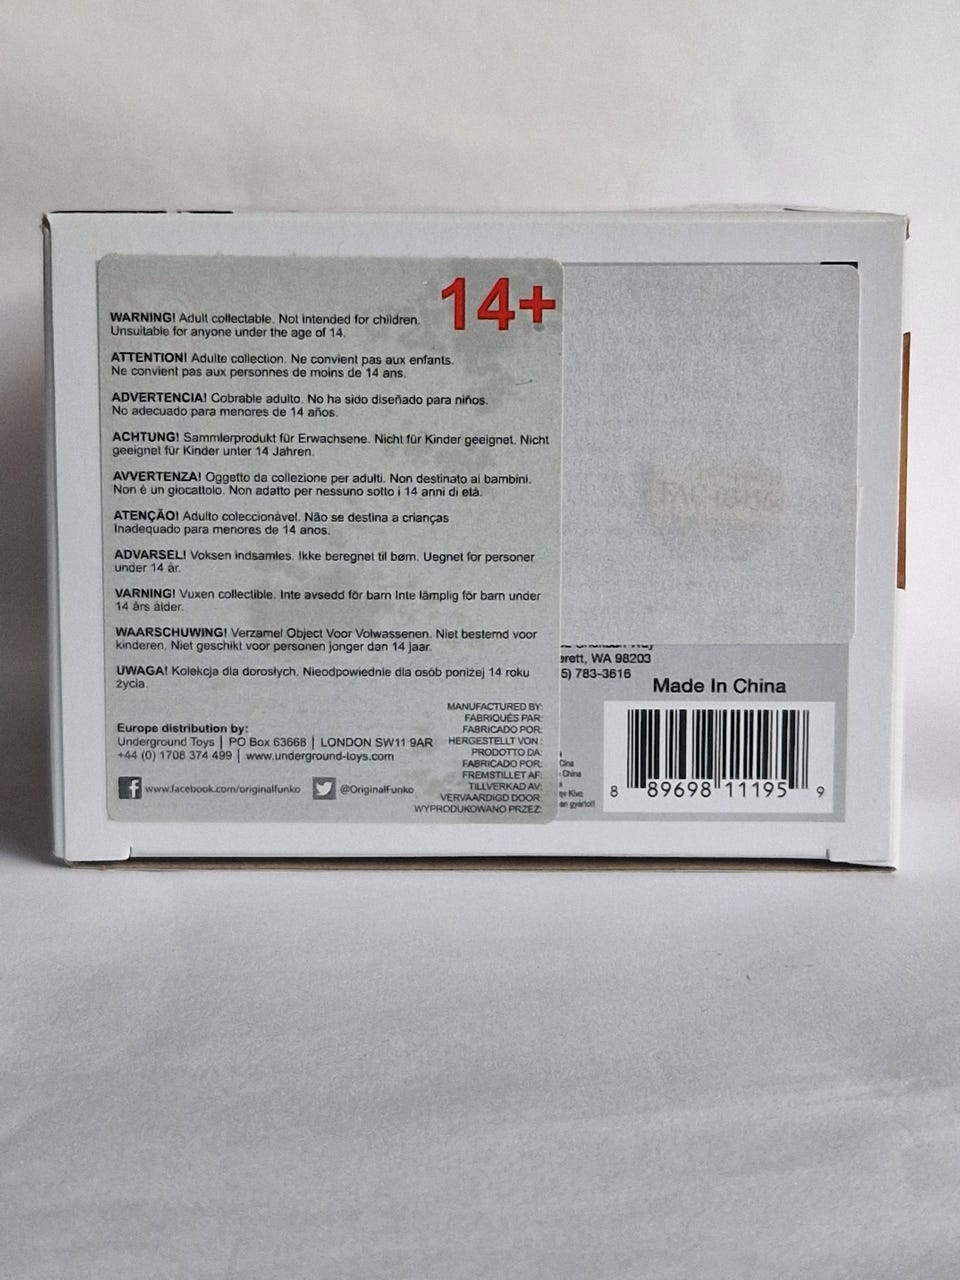 14+
WARNING! Adult collectable. Not intended for children.
Unsuitable for anyone under the age of 14.
ATTENTION! Adulte collection. Ne convient pas aux enfants.
Ne convient pas aux personnes de moins de 14 ans.
ADVERTENCIA! Cobrable adulto. No ha sido diseñado para niños.
No adecuado para menores de 14 años.
ACHTUNG! Sammlerprodukt für Erwachsene. Nicht für Kinder geeignet. Nicht
geeignet für Kinder unter 14 Jahren.
AVVERTENZA! Oggetto da collezione per adulti. Non destinato ai bambini.
Non è un giocattolo. Non adatto per nessuno sotto i 14 anni di età.
ATENÇÃO! Adulto coleccionável. Não se destina a crianças
Inadequado para menores de 14 anos.
ADVARSEL! Voksen indsamles. Ikke beregnet til børn. Uegnet for personer
under 14 år.
VARNING! Vuxen collectible. Inte avsedd för barn Inte lämplig för barn under
14 års ålder.
WAARSCHUWING! Verzamel Object Voor Volwassenen. Niet bestemd voor
kinderen. Niet geschikt voor personen jonger dan 14 jaar.
UWAGA! Kolekcja dla dorosłych. Nieodpowiednie dla osób poniżej 14 roku
życia.
Europe distribution by:
Underground Toys | PO Box 63668 | LONDON SW11 9AR
+44 (0) 1708 374 499 | www.underground-toys.com
www.facebook.com/originalfunko @OriginalFunko
MANUFACTURED BY:
FABRIQUÉS PAR:
FABRICADO POR:
HERGESTELLT VON :
PRODOTTO DA:
FABRICADO POR:
FREMSTILLET AF:
TILLVERKAD AV:
VERVAARDIGD DOOR:
WYPRODUKOWANO PRZEZ:
erett, WA 98203
5) 783-3616
Made In China
China
8 89698 11195 9